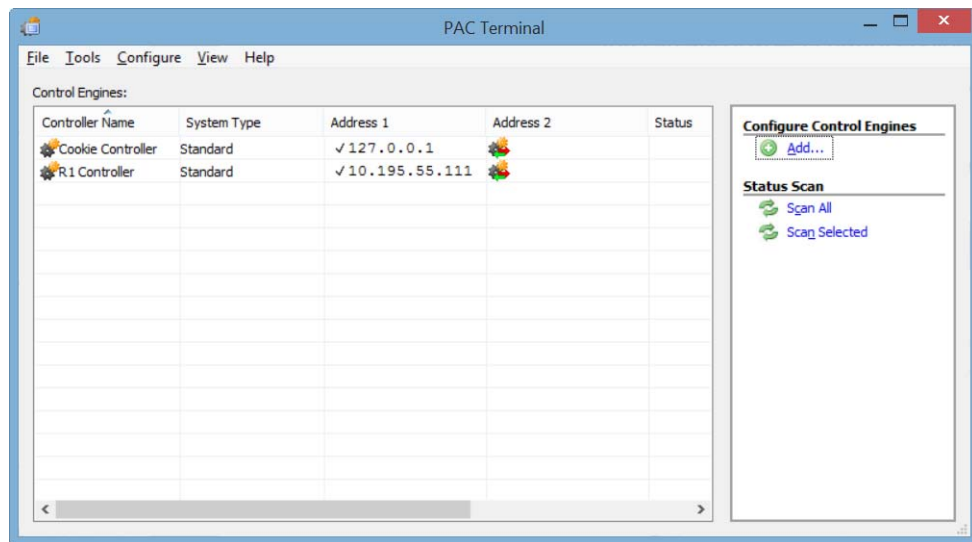 PAC Terminal
File Tools Configure View Help
Control Engines:
Controller Name System Type Address 1 Address 2 Status
Cookie Controller Standard ✓127.0.0.1
R1 Controller Standard ✓10.195.55.111
Configure Control Engines
Add...
Status Scan
Scan All
Scan Selected